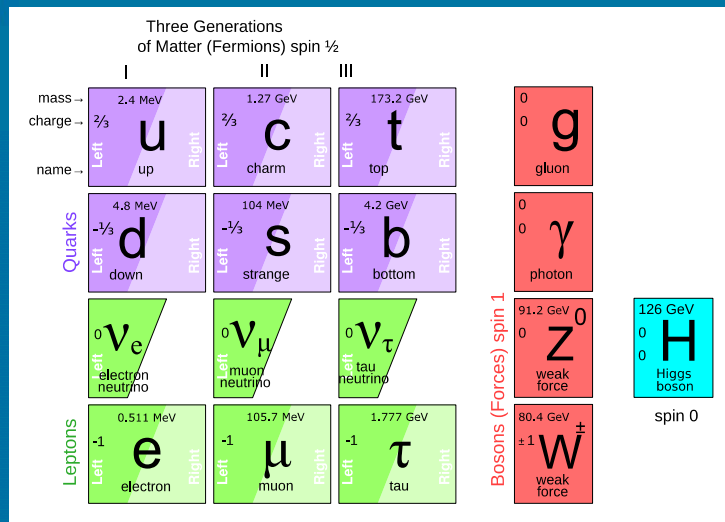 Three Generations
of Matter (Fermions) spin ½
I II III
mass→
charge→
name→
2.4 MeV
⅔
u
Left
Right
up
1.27 GeV
⅔
c
Left
Right
charm
173.2 GeV
⅔
t
Left
Right
top
0
0
g
gluon
Quarks
4.8 MeV
-⅓
d
Left
Right
down
104 MeV
-⅓
s
Left
Right
strange
4.2 GeV
-⅓
b
Left
Right
bottom
0
0
γ
photon
0
νe
Left
electron
neutrino
0
νμ
Left
muon
neutrino
0
ντ
Left
tau
neutrino
Bosons (Forces) spin 1
91.2 GeV
0
Z0
weak
force
126 GeV
0
0
H
Higgs
boson
spin 0
Leptons
0.511 MeV
-1
e
Left
Right
electron
105.7 MeV
-1
μ
Left
Right
muon
1.777 GeV
-1
τ
Left
Right
tau
80.4 GeV
±1
W±
weak
force